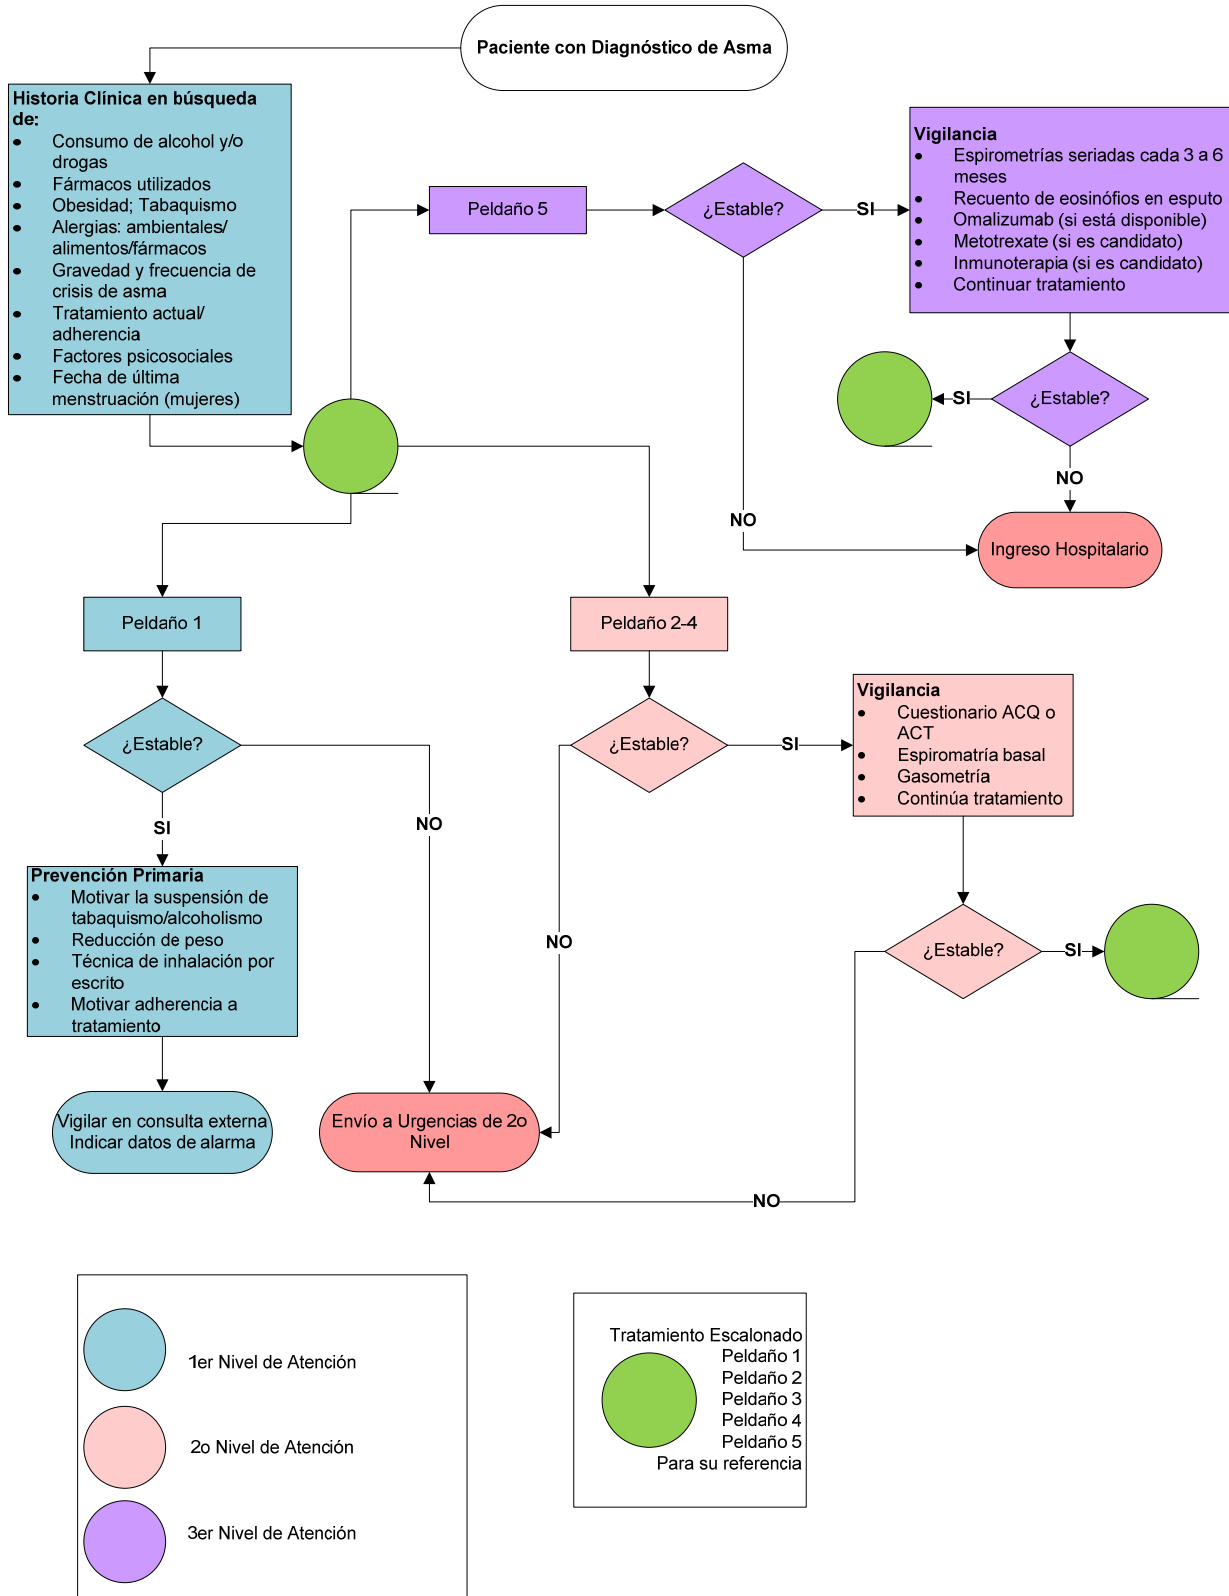 Paciente con Diagnóstico de Asma
Historia Clínica en búsqueda
de:
• Consumo de alcohol y/o
drogas
• Fármacos utilizados
• Obesidad; Tabaquismo
• Alergias: ambientales/
alimentos/fármacos
• Gravedad y frecuencia de
crisis de asma
• Tratamiento actual/
adherencia
• Factores psicosociales
• Fecha de última
menstruación (mujeres)
Peldaño 5
¿Estable?
SI
NO
Vigilancia
• Espirometrías seriadas cada 3 a 6
meses
• Recuento de eosinófios en esputo
• Omalizumab (si está disponible)
• Metotrexate (si es candidato)
• Inmunoterapia (si es candidato)
• Continuar tratamiento
¿Estable?
SI
NO
Ingreso Hospitalario
Peldaño 1
¿Estable?
SI
NO
Prevención Primaria
• Motivar la suspensión de
tabaquismo/alcoholismo
• Reducción de peso
• Técnica de inhalación por
escrito
• Motivar adherencia a
tratamiento
Vigilar en consulta externa
Indicar datos de alarma
Peldaño 2-4
¿Estable?
SI
NO
Vigilancia
• Cuestionario ACQ o
ACT
• Espiromatría basal
• Gasometría
• Continúa tratamiento
¿Estable?
SI
NO
Envío a Urgencias de 2o
Nivel
1er Nivel de Atención
2o Nivel de Atención
3er Nivel de Atención
Tratamiento Escalonado
Peldaño 1
Peldaño 2
Peldaño 3
Peldaño 4
Peldaño 5
Para su referencia